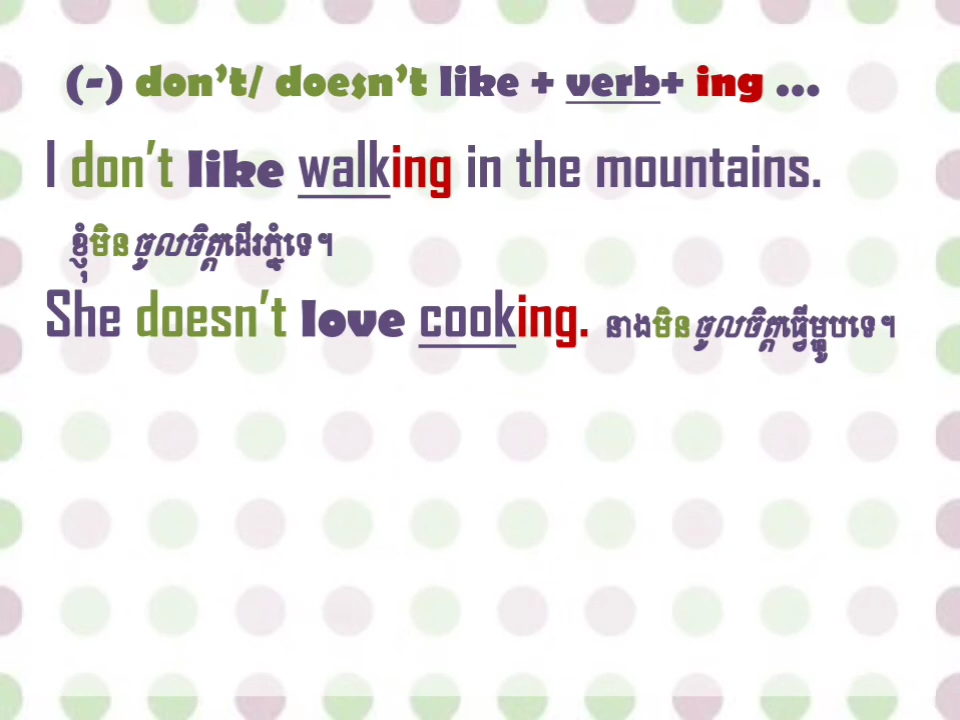 (-) don't/ doesn't like + verb+ ing ...
I don't like walking in the mountains.
ខ្ញុំមិនចូលចិត្តដើរភ្នំទេ។
She doesn't love cooking. នាងមិនចូលចិត្តធ្វើម្ហូបទេ។